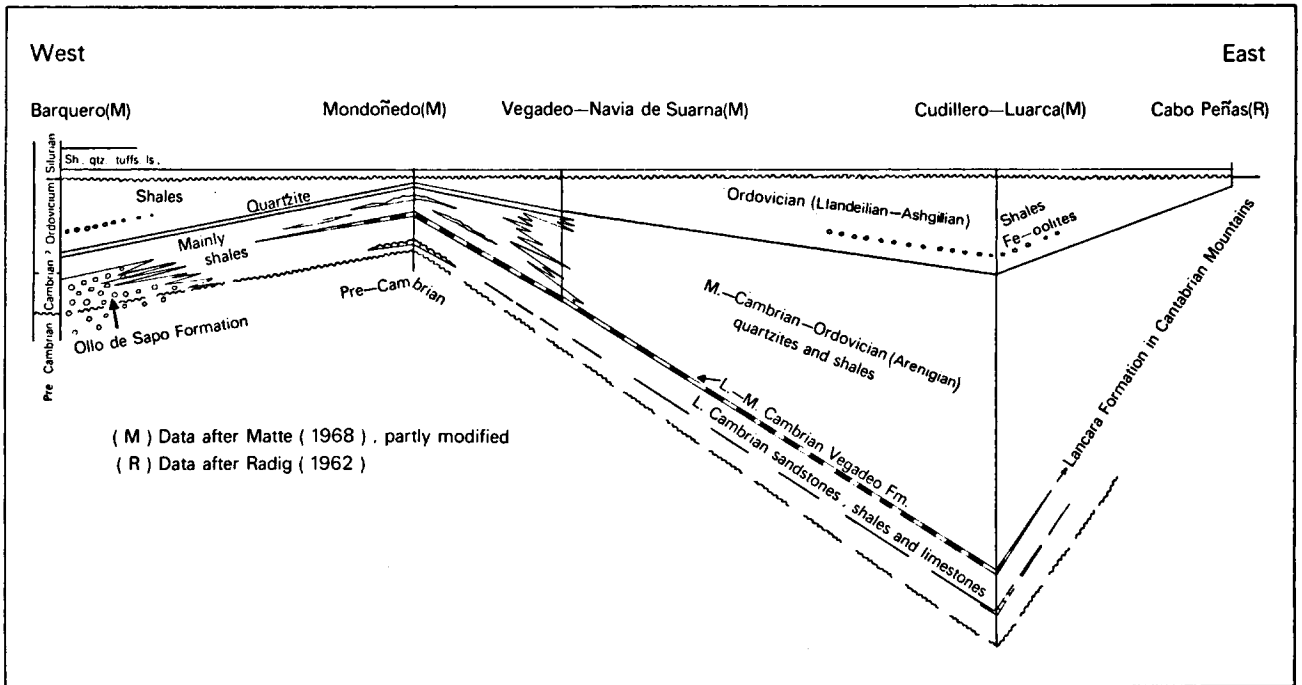 West
East
Barquero(M)
Mondoñedo(M)
Vegadeo—Navia de Suarna(M)
Cudillero—Luarca(M)
Cabo Peñas(R)
Silurian
Sh. qtz. tuffs ls.
Ordovicium
Shales
Quartzite
Mainly
shales
Cambrian ?
Pre Cambrian
Ollo de Sapo Formation
Pre—Cambrian
Ordovician (Llandeilian—Ashgilian)
Shales
Fe—oolites
M.—Cambrian—Ordovician (Arenigian)
quartzites and shales
L.—M. Cambrian Vegadeo Fm.
L. Cambrian sandstones, shales and limestones
Lancara Formation in Cantabrian Mountains
( M ) Data after Matte ( 1968 ) , partly modified
( R ) Data after Radig ( 1962 )